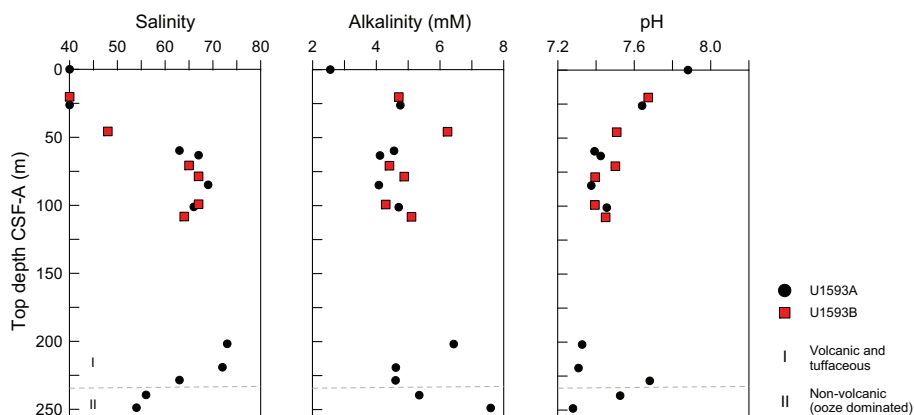 Salinity
Alkalinity (mM)
pH
40 50 60 70 80
2 4 6 8
7.2 7.6 8.0
Top depth CSF-A (m)
0
50
100
150
200
250
I
II
U1593A
U1593B
I Volcanic and
tuffaceous
II Non-volcanic
(ooze dominated)